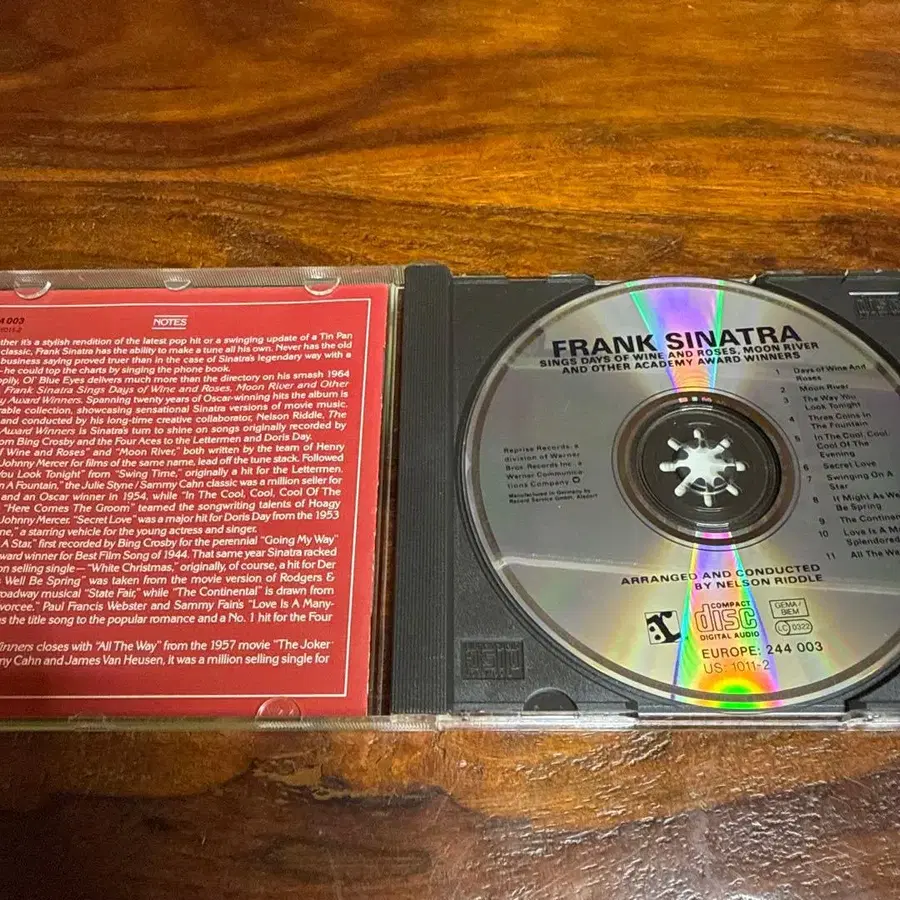 4 003
1011-2
NOTES
ther it's a stylish rendition of the latest pop hit or a swinging update of a Tin Pan
classic, Frank Sinatra has the ability to make a tune all his own. Never has the old
business saying proved truer than in the case of Sinatra's legendary way with a
– he could top the charts by singing the phone book.
pily, Ol' Blue Eyes delivers much more than the directory on his smash 1964
Frank Sinatra Sings Days of Wine and Roses, Moon River and Other
y Award Winners. Spanning twenty years of Oscar-winning hits the album is
rable collection, showcasing sensational Sinatra versions of movie music.
and conducted by his long-time creative collaborator, Nelson Riddle, The
Award Winners is Sinatra's turn to shine on songs originally recorded by
om Bing Crosby and the Four Aces to the Lettermen and Doris Day.
f Wine and Roses" and "Moon River," both written by the team of Henry
Johnny Mercer for films of the same name, lead off the tune stack. Followed
You Look Tonight" from "Swing Time," originally a hit for the Lettermen.
n A Fountain," the Julie Styne / Sammy Cahn classic was a million seller for
and an Oscar winner in 1954, while "In The Cool, Cool, Cool Of The
"Here Comes The Groom" teamed the songwriting talents of Hoagy
Johnny Mercer. "Secret Love" was a major hit for Doris Day from the 1953
ne," a starring vehicle for the young actress and singer.
A Star," first recorded by Bing Crosby for the perennial "Going My Way"
ward winner for Best Film Song of 1944. That same year Sinatra racked
on selling single – "White Christmas," originally, of course, a hit for Der
s Well Be Spring" was taken from the movie version of Rodgers &
roadway musical "State Fair," while "The Continental" is drawn from
vorcee." Paul Francis Webster and Sammy Fain's "Love Is A Many-
as the title song to the popular romance and a No. 1 hit for the Four
inners closes with "All The Way" from the 1957 movie "The Joker
ny Cahn and James Van Heusen, it was a million selling single for
FRANK SINATRA
SINGS DAYS OF WINE AND ROSES, MOON RIVER
AND OTHER ACADEMY AWARD WINNERS
1 Days of Wine And
Roses
2 Moon River
3 The Way You
Look Tonight
4 Three Coins In
The Fountain
5 In The Cool, Cool,
Cool Of The
Evening
6 Secret Love
7 Swinging On A
Star
8 It Might As We
Be Spring
9 The Continen
10 Love Is A M
Splendored
11 All The Wa
Reprise Records, a
division of Warner
Bros. Records Inc., a
Warner Communica
tions Company
Manufactured in Germany by
Record Service GmbH, Alsdorf
ARRANGED AND CONDUCTED
BY NELSON RIDDLE
r:
COMPACT
disc
DIGITAL AUDIO
GEMA/
BIEM
LC 0322
EUROPE: 244 003
US: 1011-2